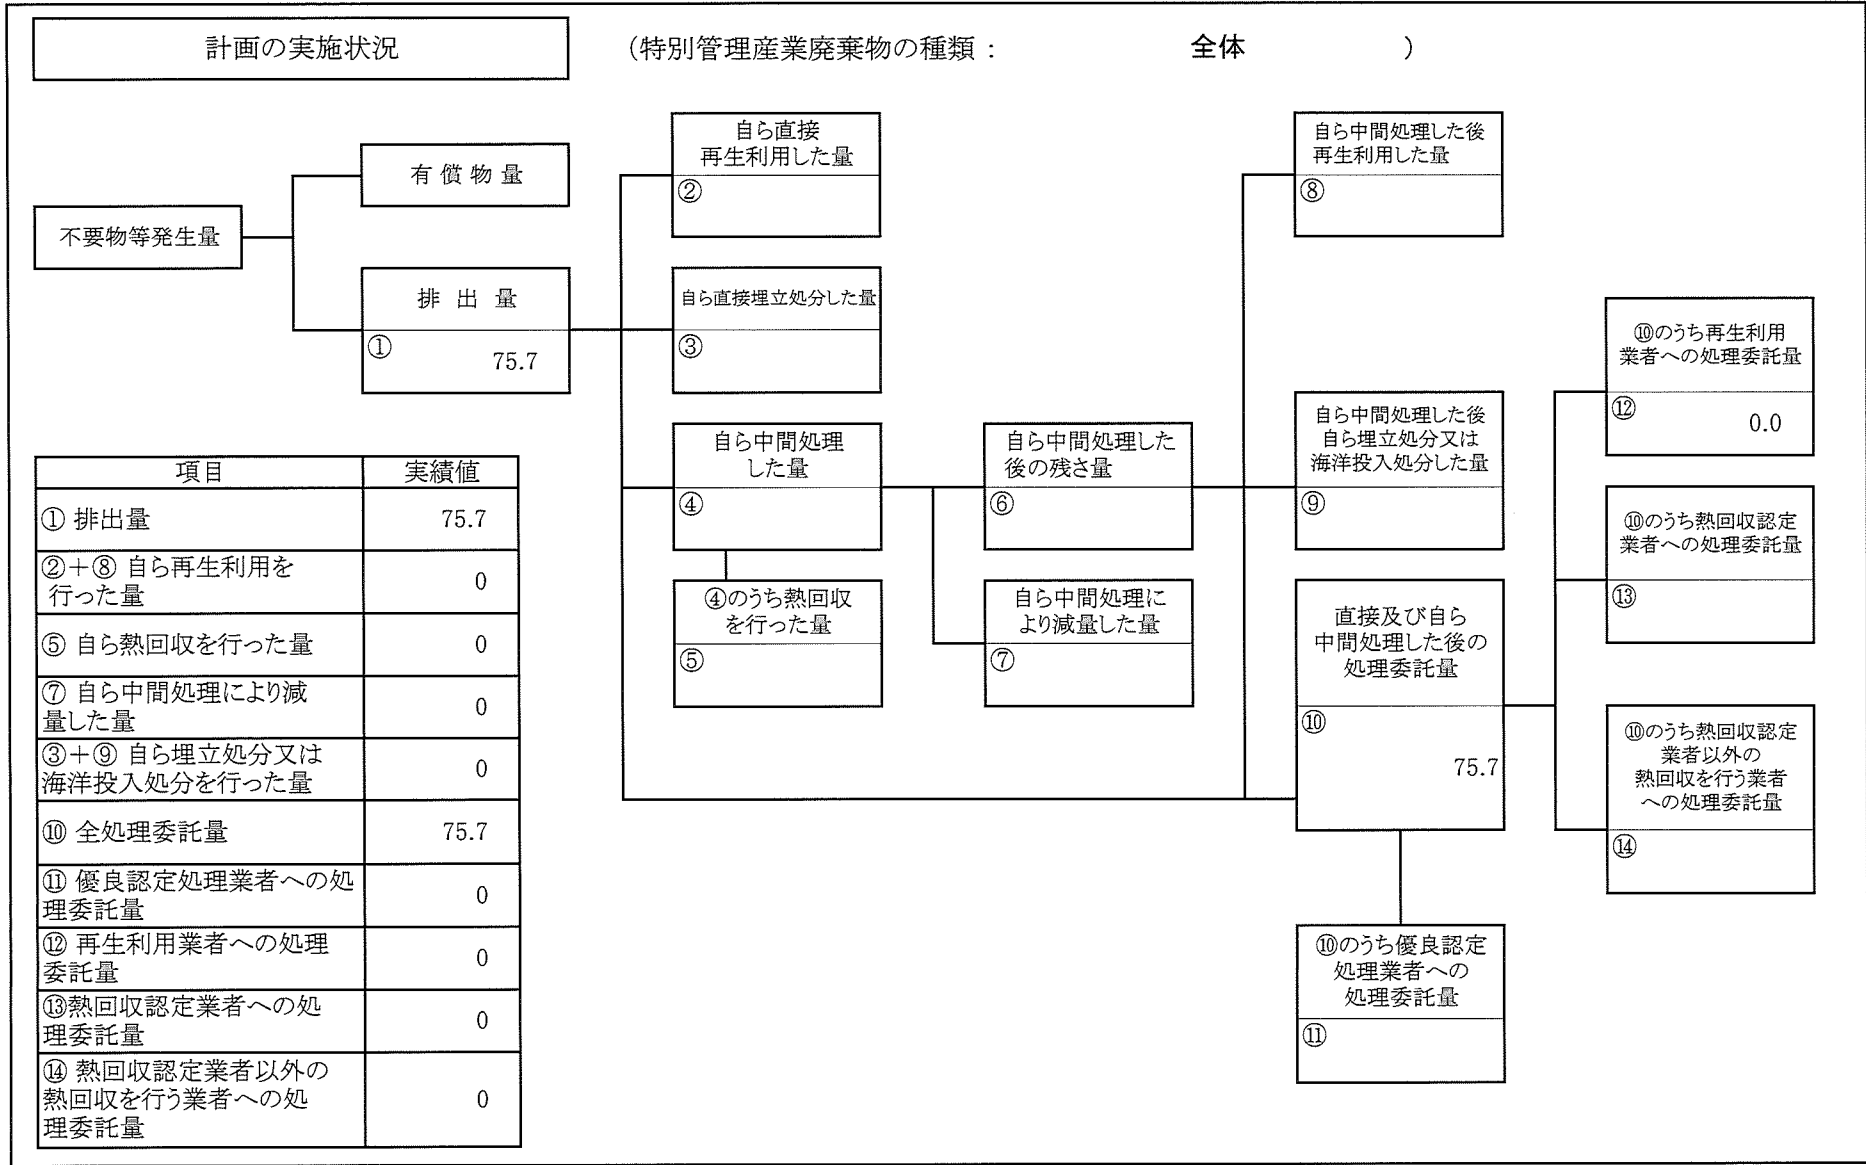 計画の実施状況
（特別管理産業廃棄物の種類： 全体 ）
不要物等発生量
有償物量
排出量
①
75.7
自ら直接
再生利用した量
②
自ら直接埋立処分した量
③
自ら中間処理
した量
④
④のうち熱回収
を行った量
⑤
自ら中間処理した
後の残さ量
⑥
自ら中間処理に
より減量した量
⑦
自ら中間処理した後
再生利用した量
⑧
自ら中間処理した後
自ら埋立処分又は
海洋投入処分した量
⑨
直接及び自ら
中間処理した後の
処理委託量
⑩
75.7
⑩のうち優良認定
処理業者への
処理委託量
⑪
⑩のうち再生利用
業者への処理委託量
⑫
0.0
⑩のうち熱回収認定
業者への処理委託量
⑬
⑩のうち熱回収認定
業者以外の
熱回収を行う業者
への処理委託量
⑭
項目 実績値
① 排出量 75.7
②＋⑧ 自ら再生利用を
行った量 0
⑤ 自ら熱回収を行った量 0
⑦ 自ら中間処理により減
量した量 0
③＋⑨ 自ら埋立処分又は
海洋投入処分を行った量 0
⑩ 全処理委託量 75.7
⑪ 優良認定処理業者への処
理委託量 0
⑫ 再生利用業者への処理
委託量 0
⑬熱回収認定業者への処
理委託量 0
⑭ 熱回収認定業者以外の
熱回収を行う業者への処
理委託量 0